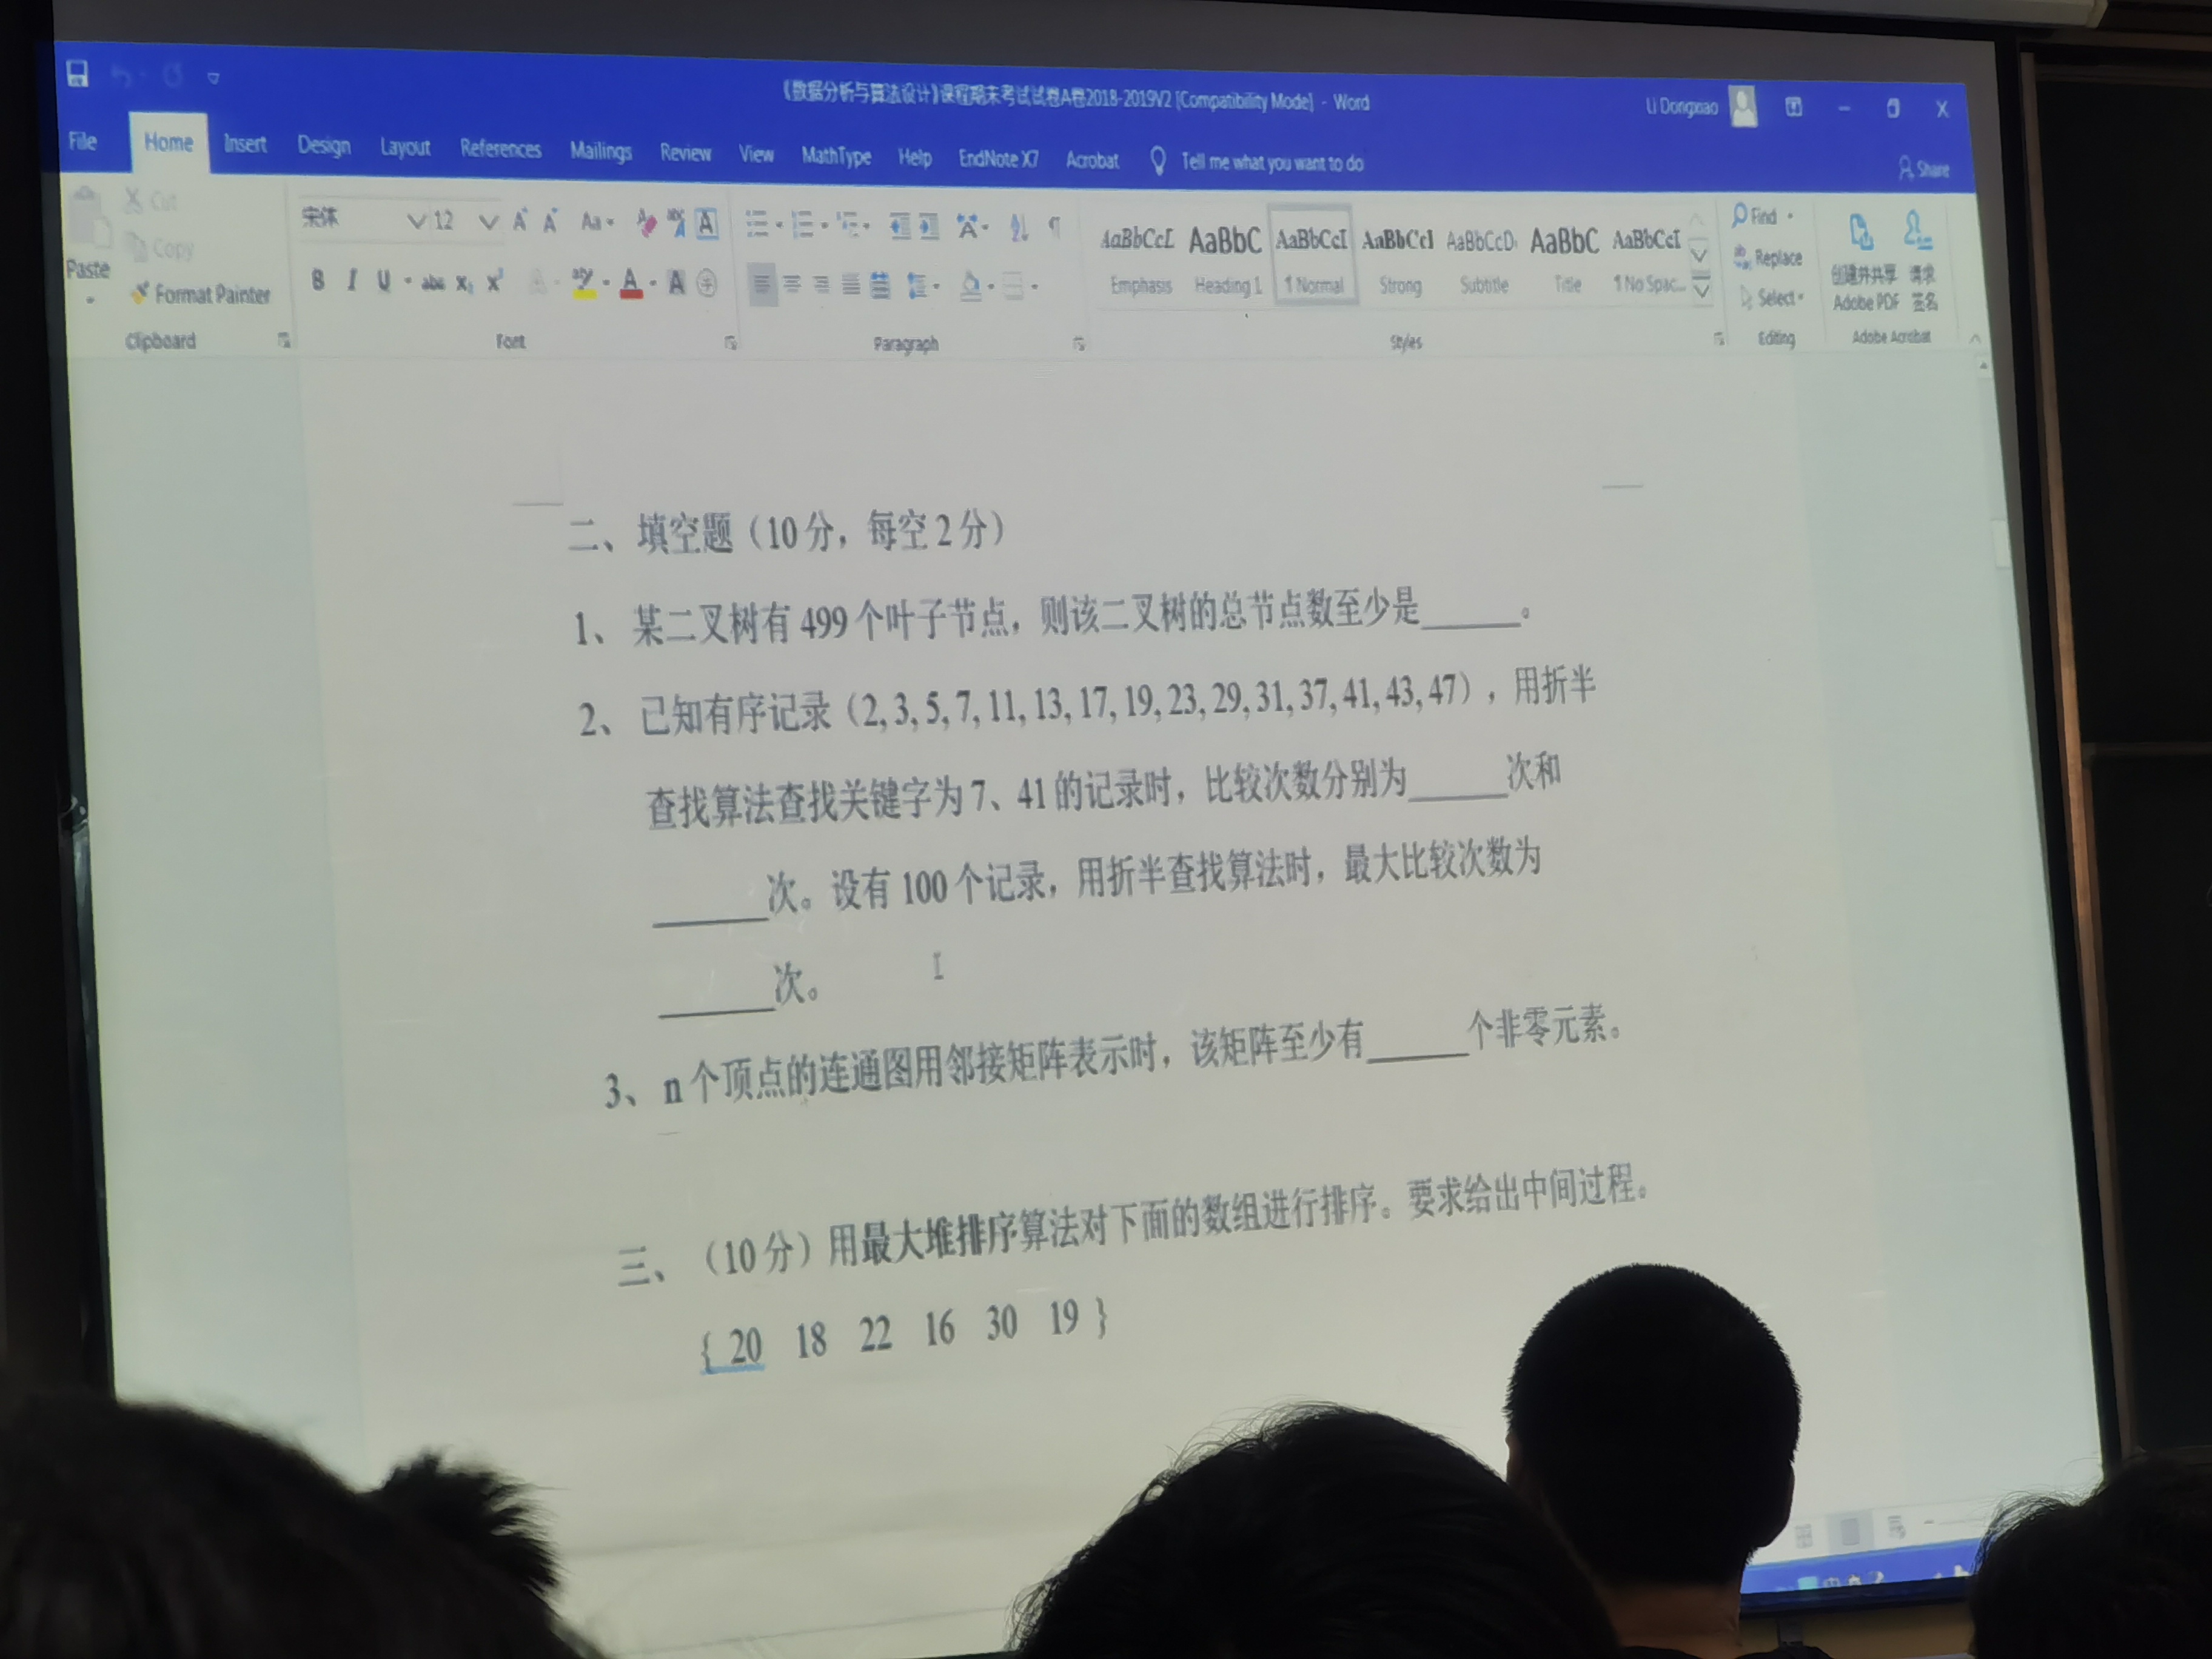 《数据分析与算法设计》课程期末考试试卷A卷2018-2019V2 [Compatibility Mode] - Word
Li Dongxiao
File Home Insert Design Layout References Mailings Review View MathType Help EndNote X7 Acrobat Tell me what you want to do
Share
Paste
Cut
Copy
Format Painter
Clipboard
宋体 12
Font
Paragraph
AaBbCcL AaBbC AaBbCcI AaBbCcI AaBbCcD AaBbC AaBbCcI
Emphasis Heading 1 ¶ Normal Strong Subtitle Title ¶ No Spac...
Styles
Find
Replace
Select
Editing
创建并共享 Adobe PDF
请求签名
Adobe Acrobat
二、填空题（10 分，每空 2 分）
1、 某二叉树有 499 个叶子节点，则该二叉树的总节点数至少是______。
2、 已知有序记录（2, 3, 5, 7, 11, 13, 17, 19, 23, 29, 31, 37, 41, 43, 47），用折半
查找算法查找关键字为 7、41 的记录时，比较次数分别为______次和
______次。设有 100 个记录，用折半查找算法时，最大比较次数为
______次。
3、 n 个顶点的连通图用邻接矩阵表示时，该矩阵至少有______个非零元素。
三、（10 分）用最大堆排序算法对下面的数组进行排序。要求给出中间过程。
{ 20 18 22 16 30 19 }